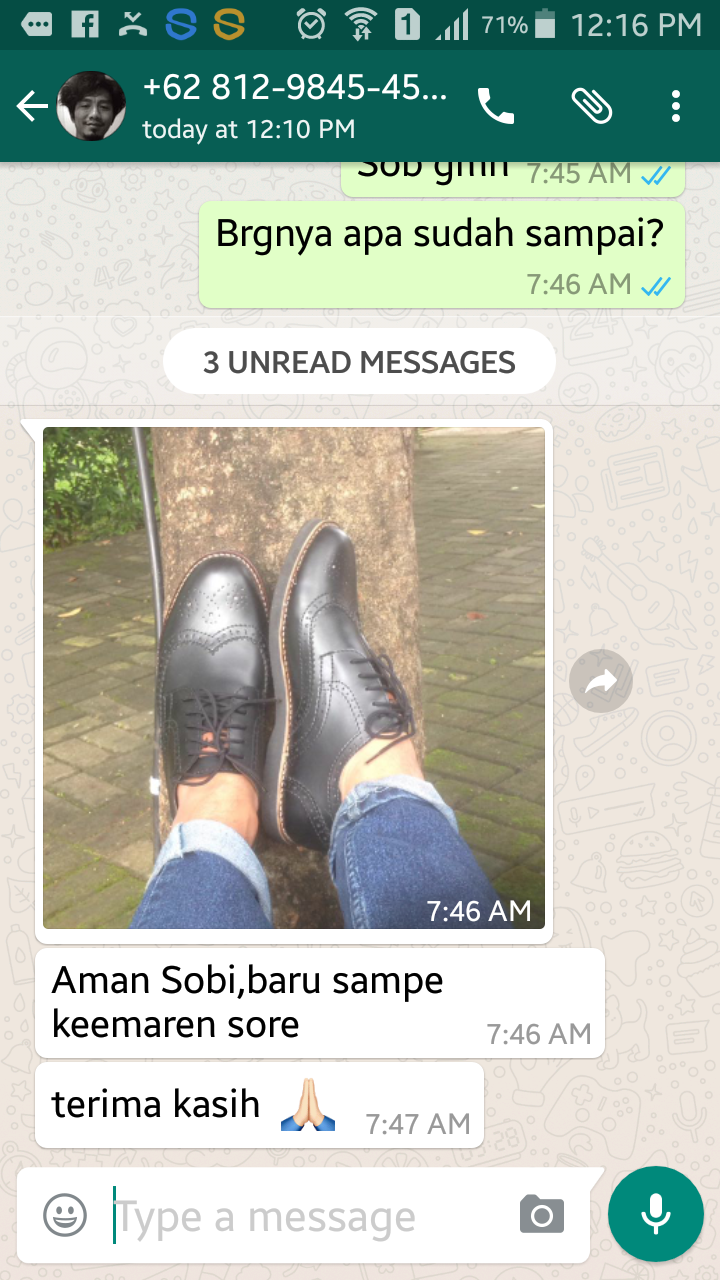 71% 12:16 PM
+62 812-9845-45...
today at 12:10 PM
Sob gmn 7:45 AM
Brgnya apa sudah sampai?
7:46 AM
3 UNREAD MESSAGES
7:46 AM
Aman Sobi,baru sampe
keemaren sore 7:46 AM
terima kasih 🙏 7:47 AM
Type a message